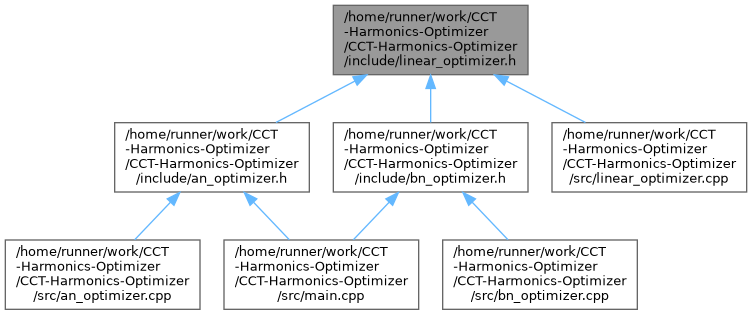 /home/runner/work/CCT
-Harmonics-Optimizer
/CCT-Harmonics-Optimizer
/include/linear_optimizer.h
/home/runner/work/CCT
-Harmonics-Optimizer
/CCT-Harmonics-Optimizer
/include/an_optimizer.h
/home/runner/work/CCT
-Harmonics-Optimizer
/CCT-Harmonics-Optimizer
/include/bn_optimizer.h
/home/runner/work/CCT
-Harmonics-Optimizer
/CCT-Harmonics-Optimizer
/src/linear_optimizer.cpp
/home/runner/work/CCT
-Harmonics-Optimizer
/CCT-Harmonics-Optimizer
/src/an_optimizer.cpp
/home/runner/work/CCT
-Harmonics-Optimizer
/CCT-Harmonics-Optimizer
/src/main.cpp
/home/runner/work/CCT
-Harmonics-Optimizer
/CCT-Harmonics-Optimizer
/src/bn_optimizer.cpp